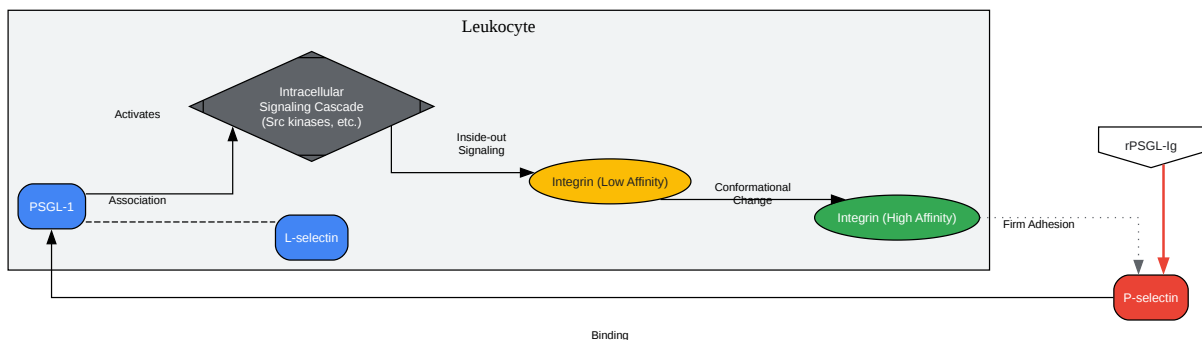 Leukocyte
Intracellular
Signaling Cascade
(Src kinases, etc.)
Activates
Inside-out
Signaling
rPSGL-Ig
Integrin (Low Affinity)
Conformational
Change
PSGL-1
Association
L-selectin
Integrin (High Affinity)
Firm Adhesion
P-selectin
Binding